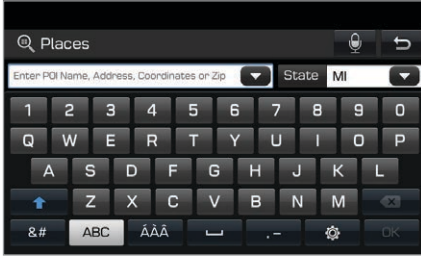 Places
Enter POI Name, Address, Coordinates or Zip State MI
1 2 3 4 5 6 7 8 9 0
Q W E R T Y U I O P
A S D F G H J K L
Z X C V B N M
&# ABC ÁÀÂ .- OK